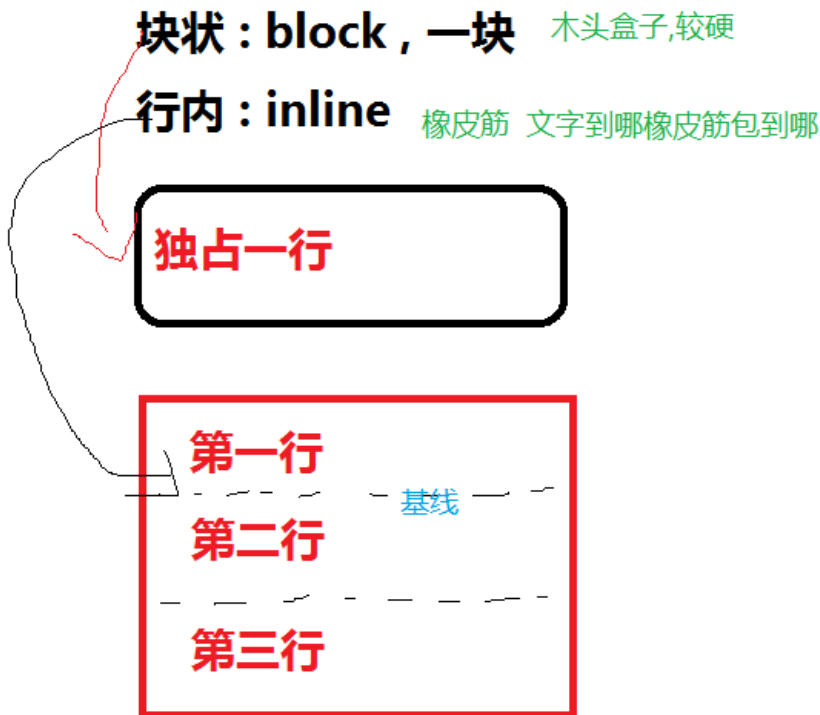 块状：block，一块 木头盒子,较硬
行内：inline 橡皮筋 文字到哪橡皮筋包到哪
独占一行
第一行
基线
第二行
第三行